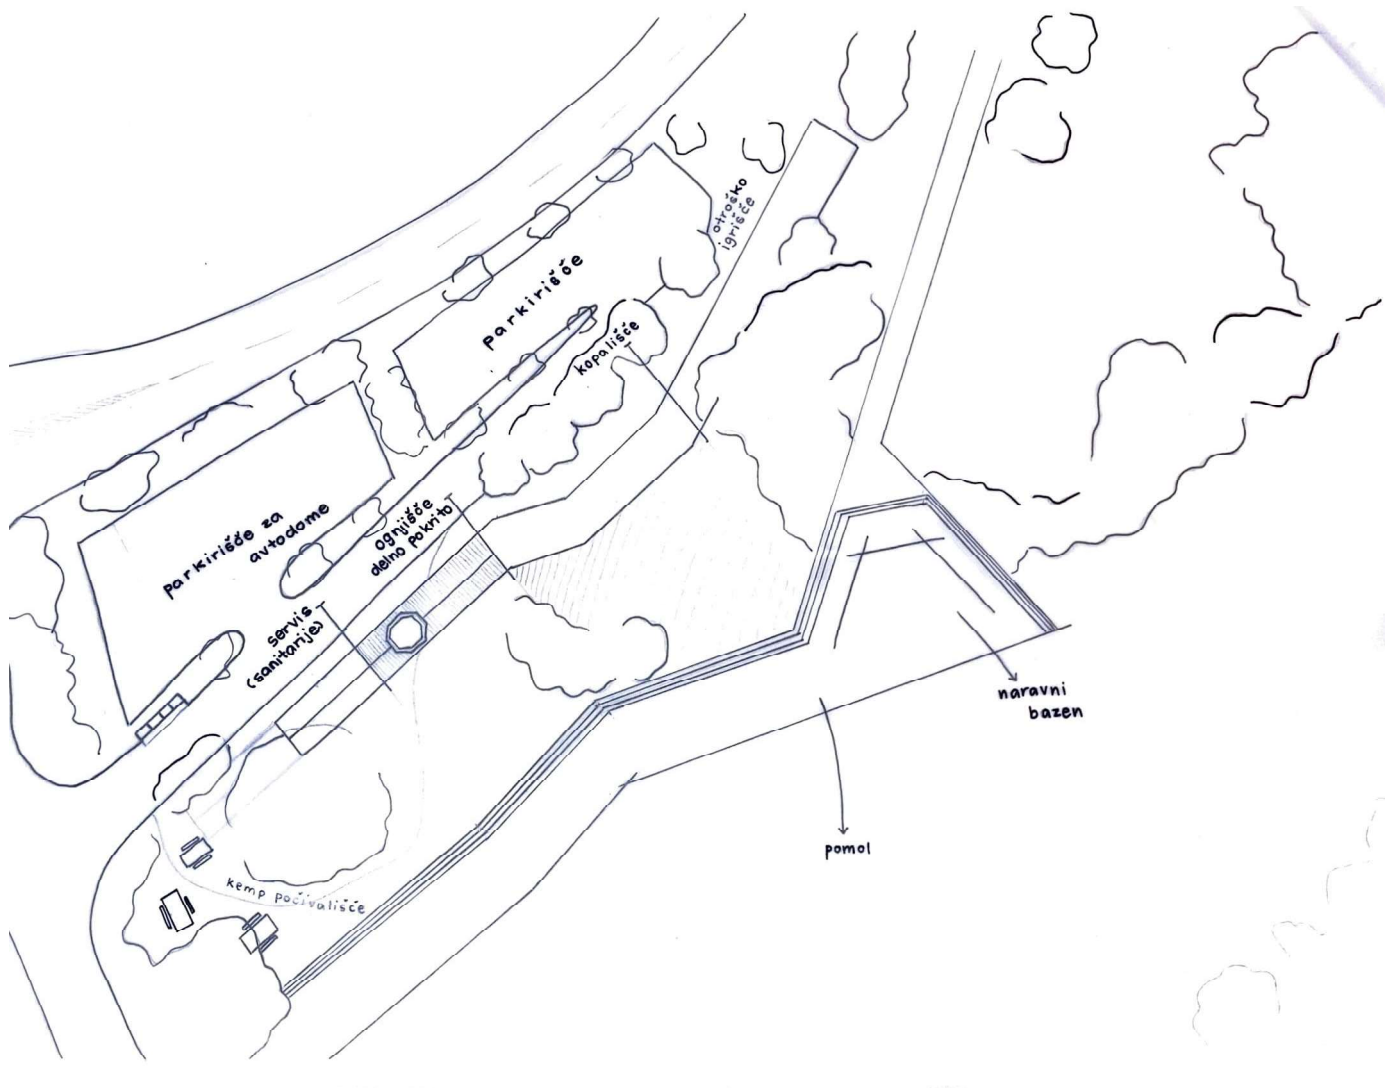 otroško
igrišče
parkirišče
kopališče
parkirišče za
avtodome
ognjišče
delno pokrito
servis
(sanitarije)
naravni
bazen
pomol
kemp počivališče